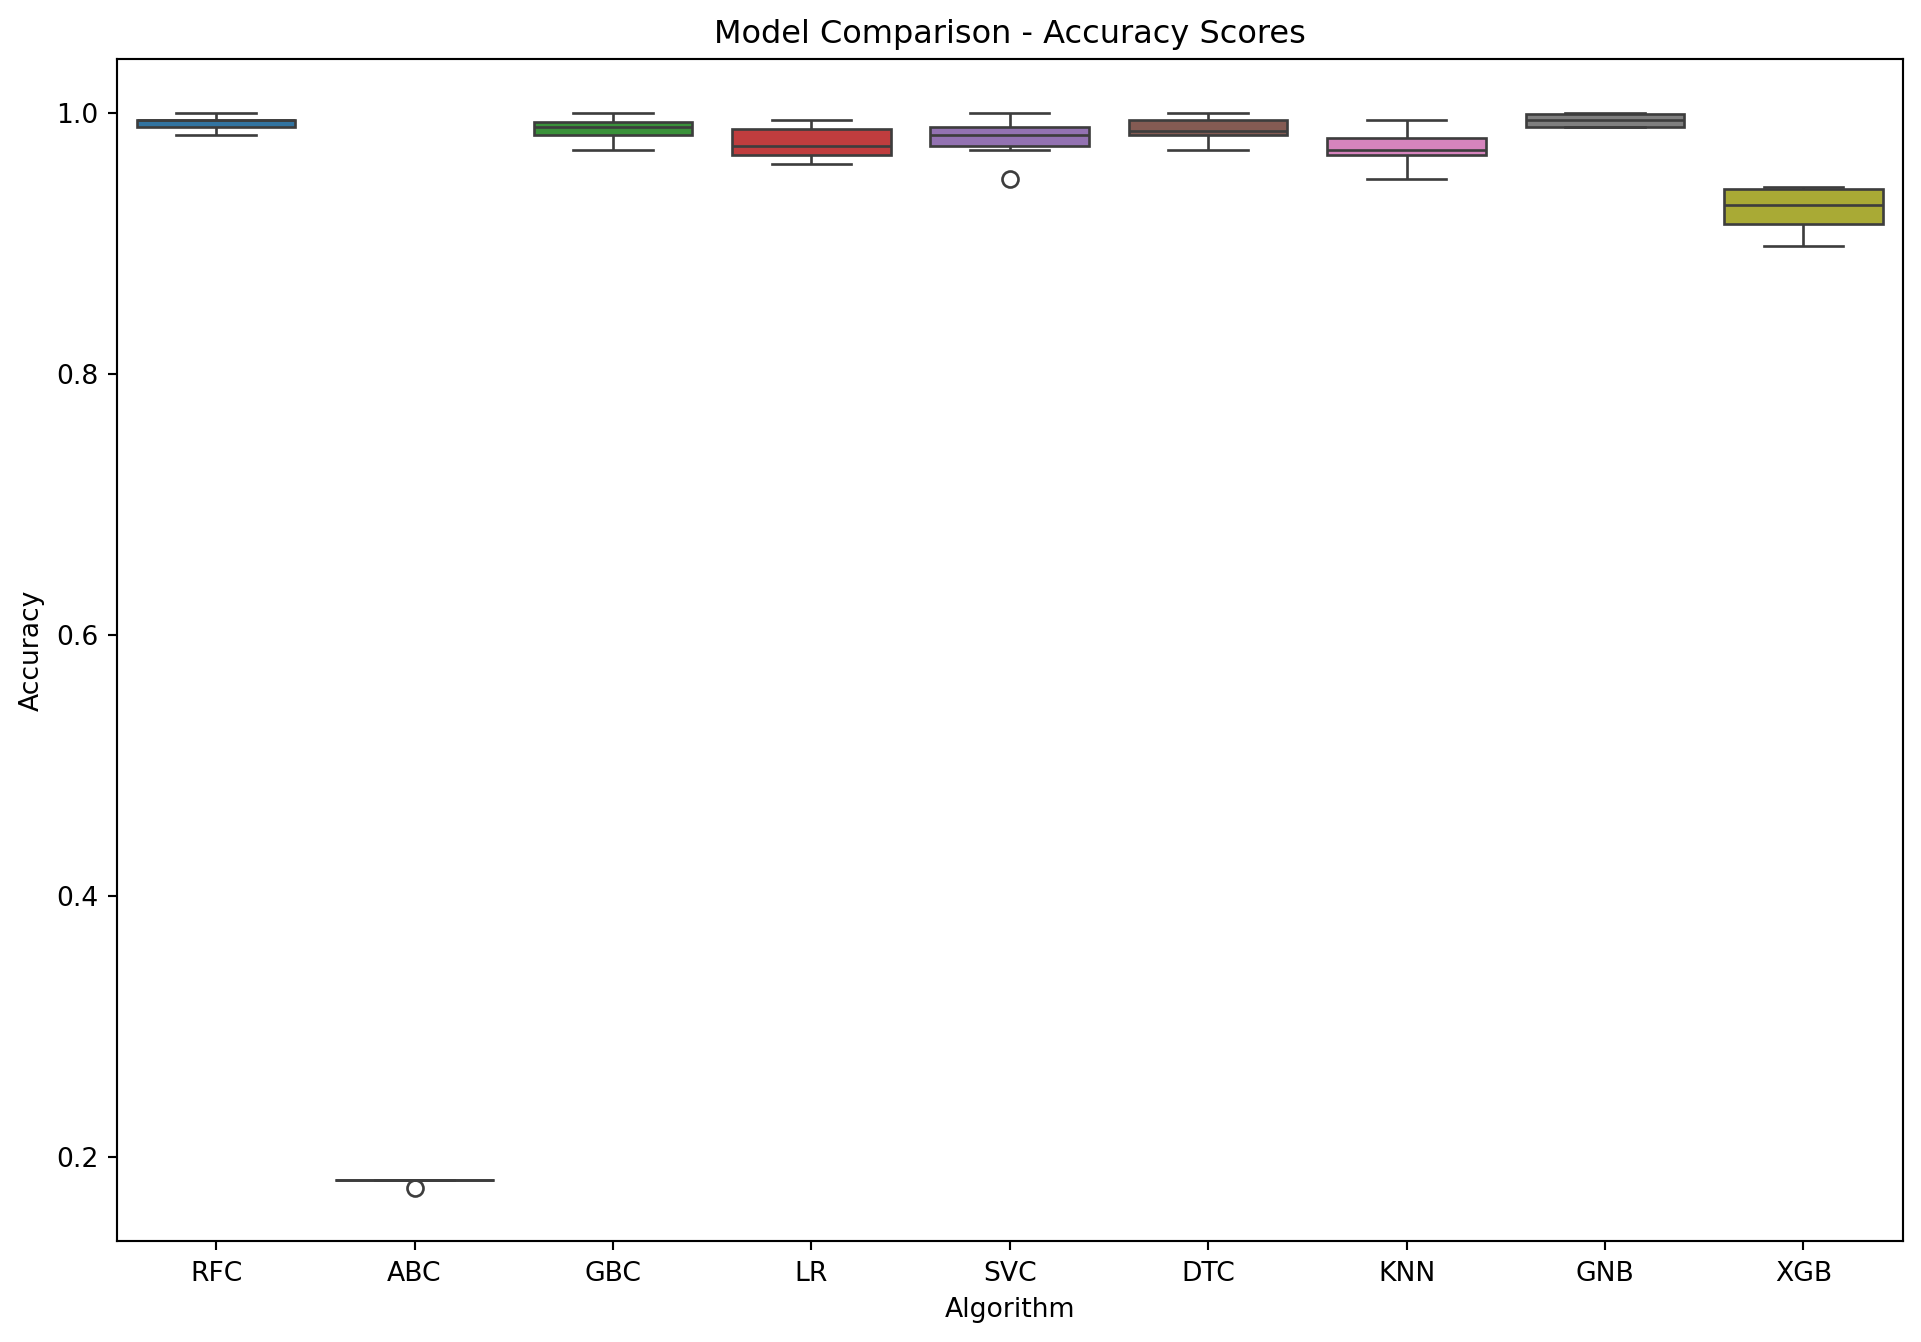 Model Comparison - Accuracy Scores
1.0
0.8
0.6
0.4
0.2
Accuracy
RFC ABC GBC LR SVC DTC KNN GNB XGB
Algorithm